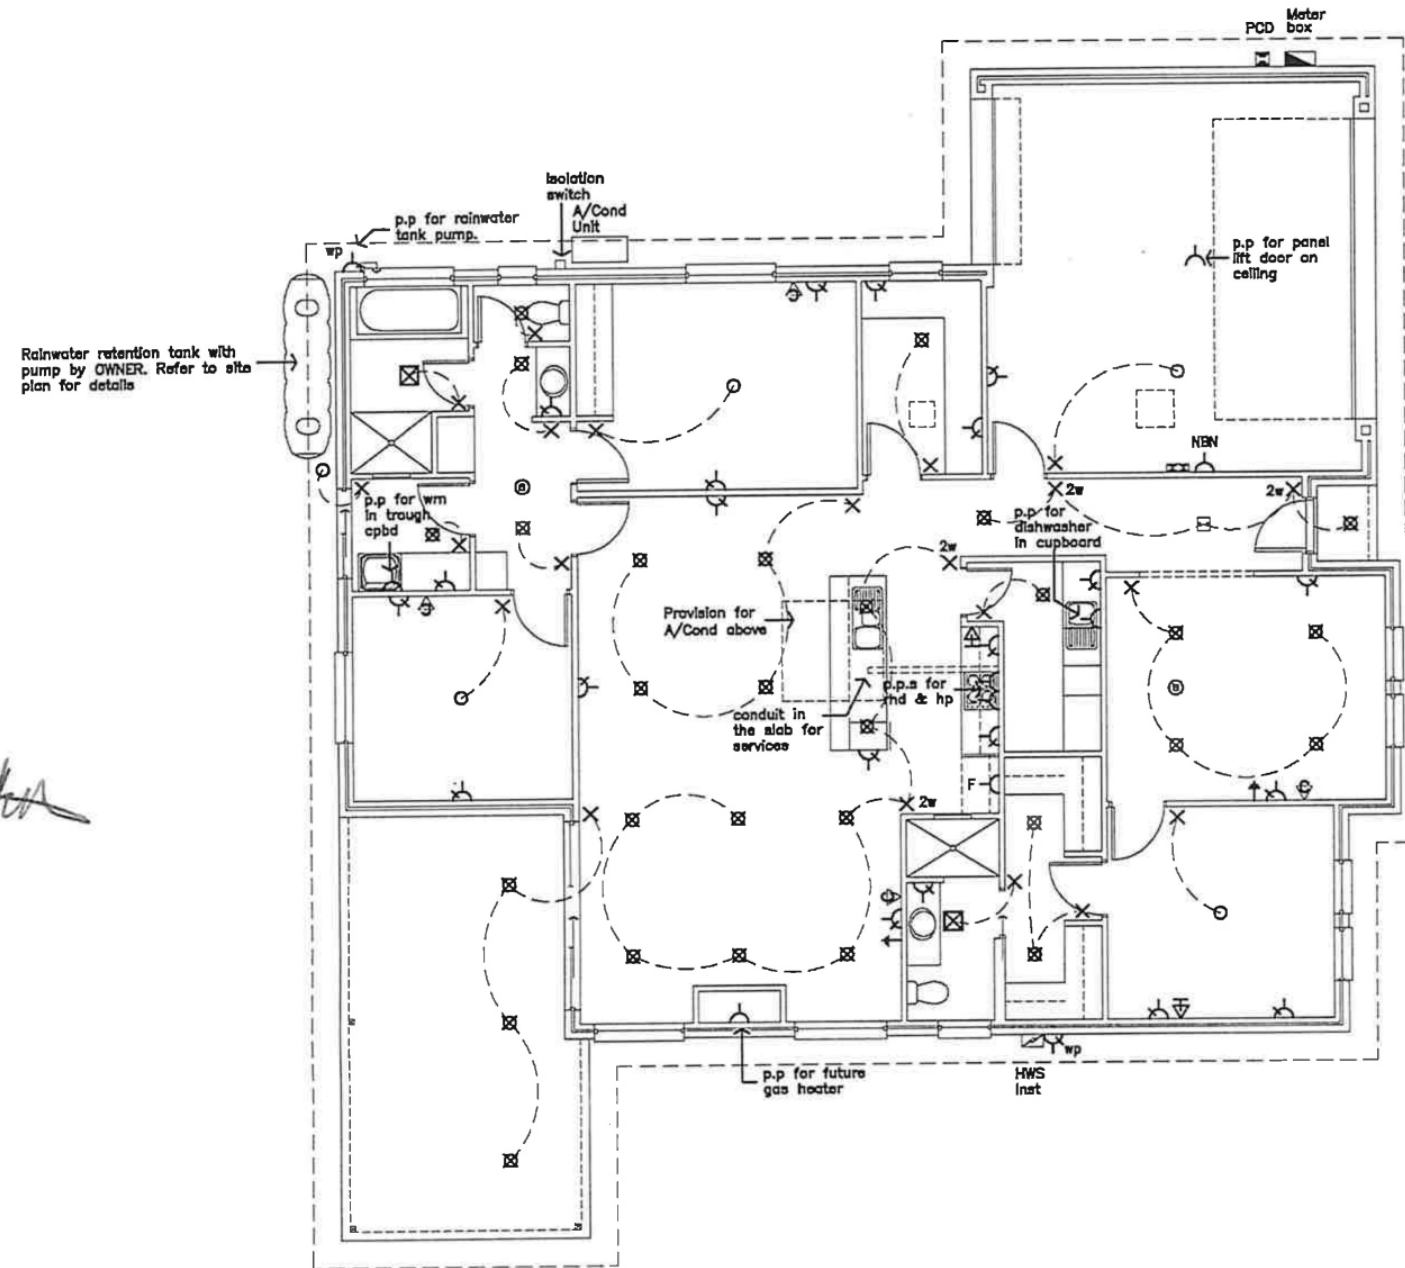 PCD
Meter
box
Isolation
switch
A/Cond
Unit
p.p for rainwater
tank pump.
wp
p.p for panel
lift door on
ceiling
Rainwater retention tank with
pump by OWNER. Refer to site
plan for details
NBN
p.p for wm
in trough
cpbd
2w
2w
p.p for
dishwasher
in cupboard
2w
Provision for
A/Cond above
p.p.s for
rhd & hp
conduit in
the slab for
services
F
2w
wp
HWS
Inst
p.p for future
gas heater